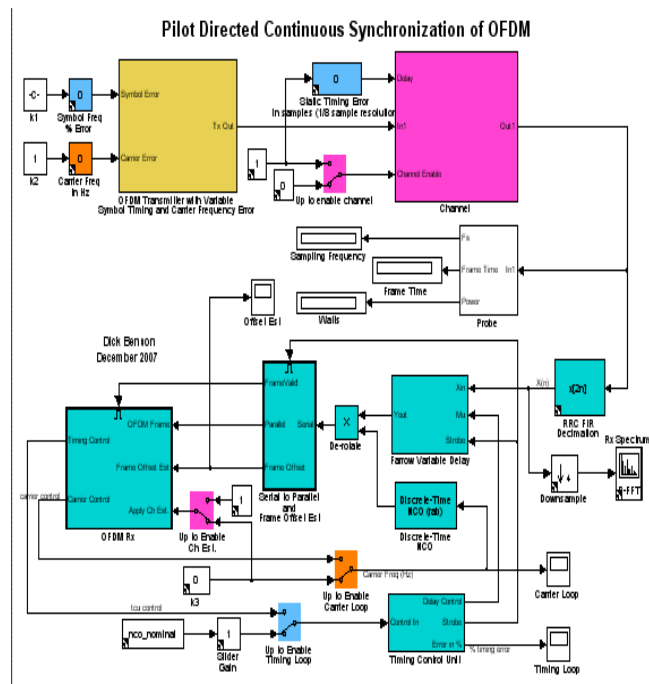 Pilot Directed Continuous Synchronization of OFDM
-C-
k1
0
Symbol Freq
% Error
1
k2
0
Carrier Freq
in Hz
Symbol Error
Carrier Error
Tx Out
OFDM Transmitter with Variable
Symbol Timing and Carrier Frequency Error
0
Static Timing Error
in samples (1/8 sample resolution
1
0
Up to enable channel
Delay
In1
Channel Enable
Out1
Channel
Sampling Frequency
Frame Time
Watts
Fs
Frame Time
Power
In1
Probe
Offset Est
Dick Benson
December 2007
Timing Control
Carrier Control
OFDM Frame
Frame Offset Est.
Apply Ch Est.
OFDM Rx
FrameValid
Parallel
Frame Offset
Serial
Serial to Parallel
and
Frame Offset Est
X
De-rotate
Yout
Xin
Mu
Strobe
Farrow Variable Delay
X(n)
x[2n]
RRC FIR
Decimation
Downsample
Rx Spectrum
B-FFT
Discrete-Time
NCO (rab)
Discrete-Time
NCO
carrier control
1
Up to Enable
Ch Est.
0
k3
Up to Enable
Carrier Loop
Carrier Freq (Hz)
Carrier Loop
tcu control
nco_nominal
1
Slider
Gain
Up to Enable
Timing Loop
Control In
Delay Control
Strobe
Error in %
Timing Control Unit
% timing error
Timing Loop